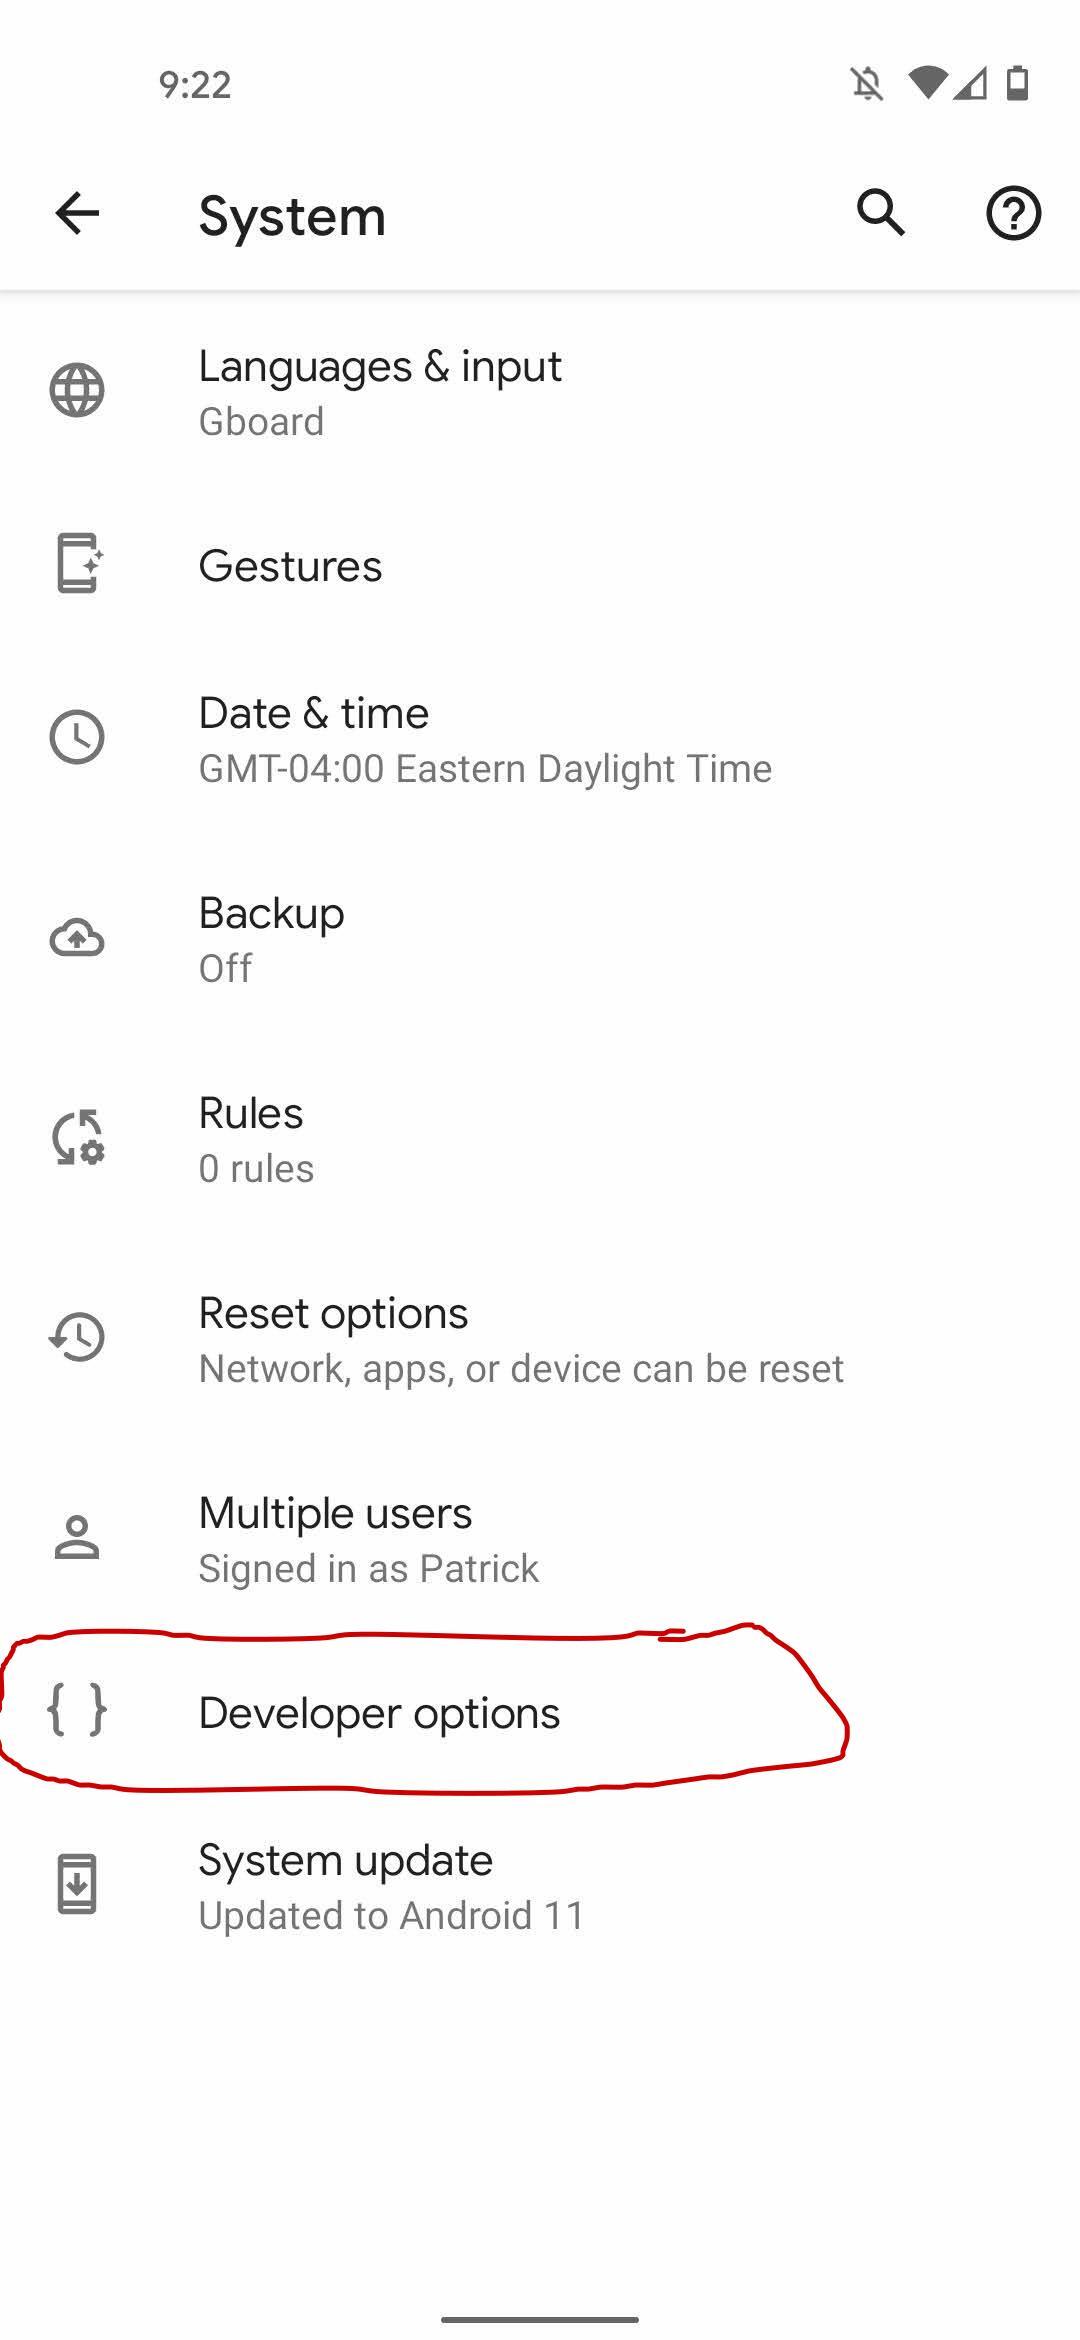 9:22
System
Languages & input
Gboard
Gestures
Date & time
GMT-04:00 Eastern Daylight Time
Backup
Off
Rules
0 rules
Reset options
Network, apps, or device can be reset
Multiple users
Signed in as Patrick
{ } Developer options
System update
Updated to Android 11